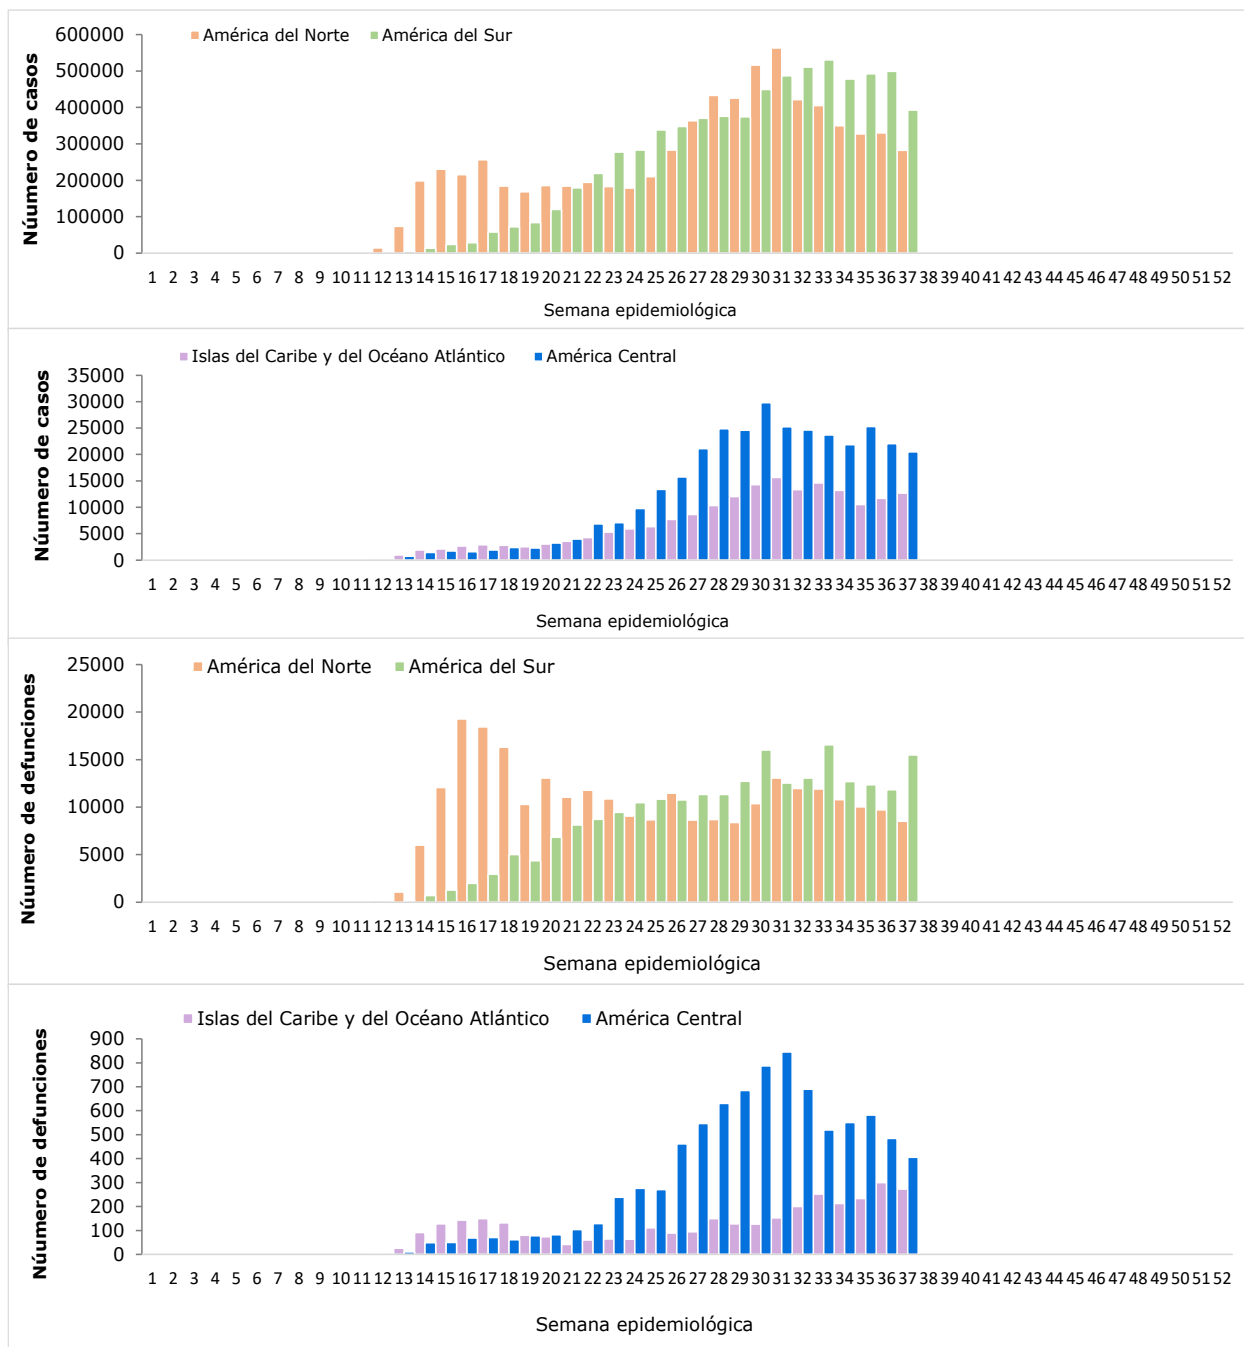 América del Norte América del Sur
Núumero de casos
600000
500000
400000
300000
200000
100000
0
1 2 3 4 5 6 7 8 9 10 11 12 13 14 15 16 17 18 19 20 21 22 23 24 25 26 27 28 29 30 31 32 33 34 35 36 37 38 39 40 41 42 43 44 45 46 47 48 49 50 51 52
Semana epidemiológica
Islas del Caribe y del Océano Atlántico América Central
Núumero de casos
35000
30000
25000
20000
15000
10000
5000
0
1 2 3 4 5 6 7 8 9 10 11 12 13 14 15 16 17 18 19 20 21 22 23 24 25 26 27 28 29 30 31 32 33 34 35 36 37 38 39 40 41 42 43 44 45 46 47 48 49 50 51 52
Semana epidemiológica
América del Norte América del Sur
Núumero de defunciones
25000
20000
15000
10000
5000
0
1 2 3 4 5 6 7 8 9 10 11 12 13 14 15 16 17 18 19 20 21 22 23 24 25 26 27 28 29 30 31 32 33 34 35 36 37 38 39 40 41 42 43 44 45 46 47 48 49 50 51 52
Semana epidemiológica
Islas del Caribe y del Océano Atlántico América Central
Núumero de defunciones
900
800
700
600
500
400
300
200
100
0
1 2 3 4 5 6 7 8 9 10 11 12 13 14 15 16 17 18 19 20 21 22 23 24 25 26 27 28 29 30 31 32 33 34 35 36 37 38 39 40 41 42 43 44 45 46 47 48 49 50 51 52
Semana epidemiológica